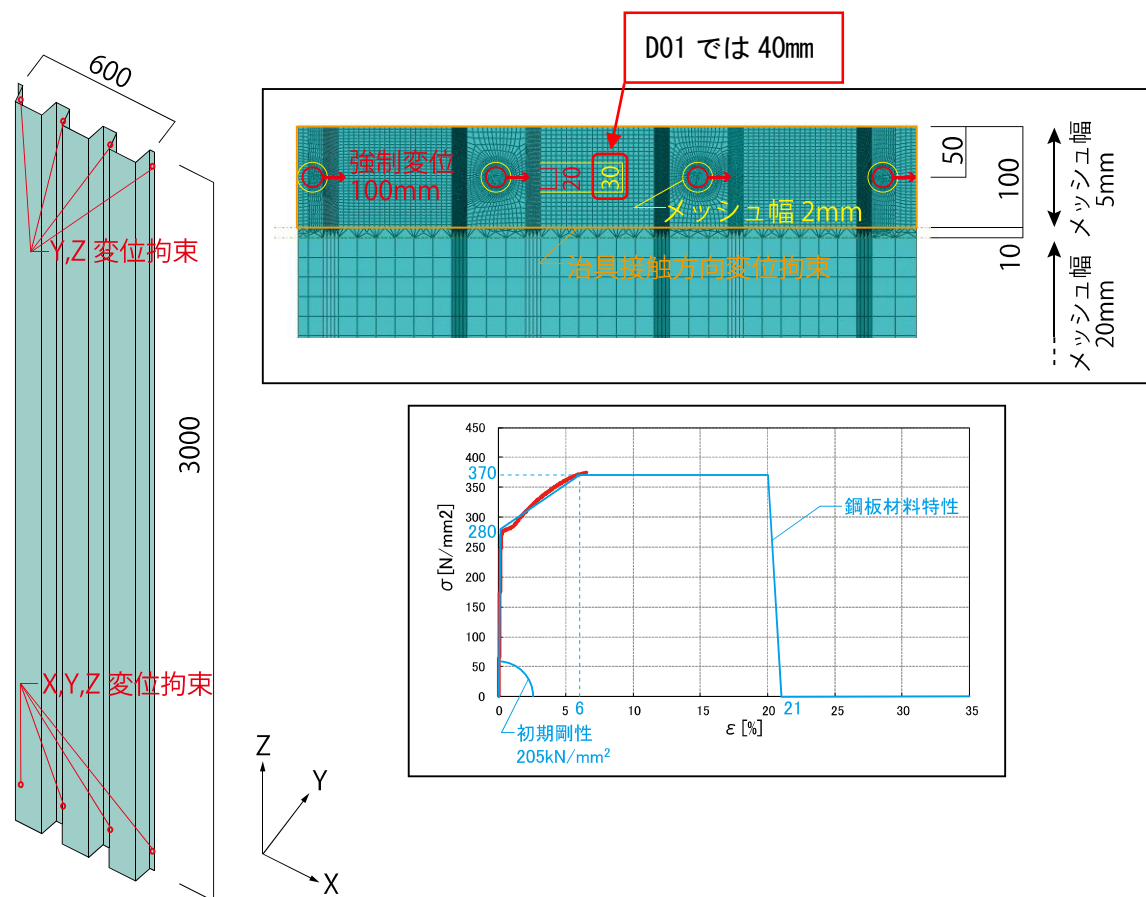 600
Y,Z 変位拘束
3000
X,Y,Z 変位拘束
Z
Y
X
D01 では 40mm
強制変位
100mm
20
30
メッシュ幅 2mm
治具接触方向変位拘束
50
100
10
メッシュ幅
5mm
メッシュ幅
20mm
450
400
370
350
300
280
250
200
150
100
50
0
σ [N/mm2]
0
5
6
10
15
20
21
25
30
35
ε [%]
鋼板材料特性
初期剛性
205kN/mm²